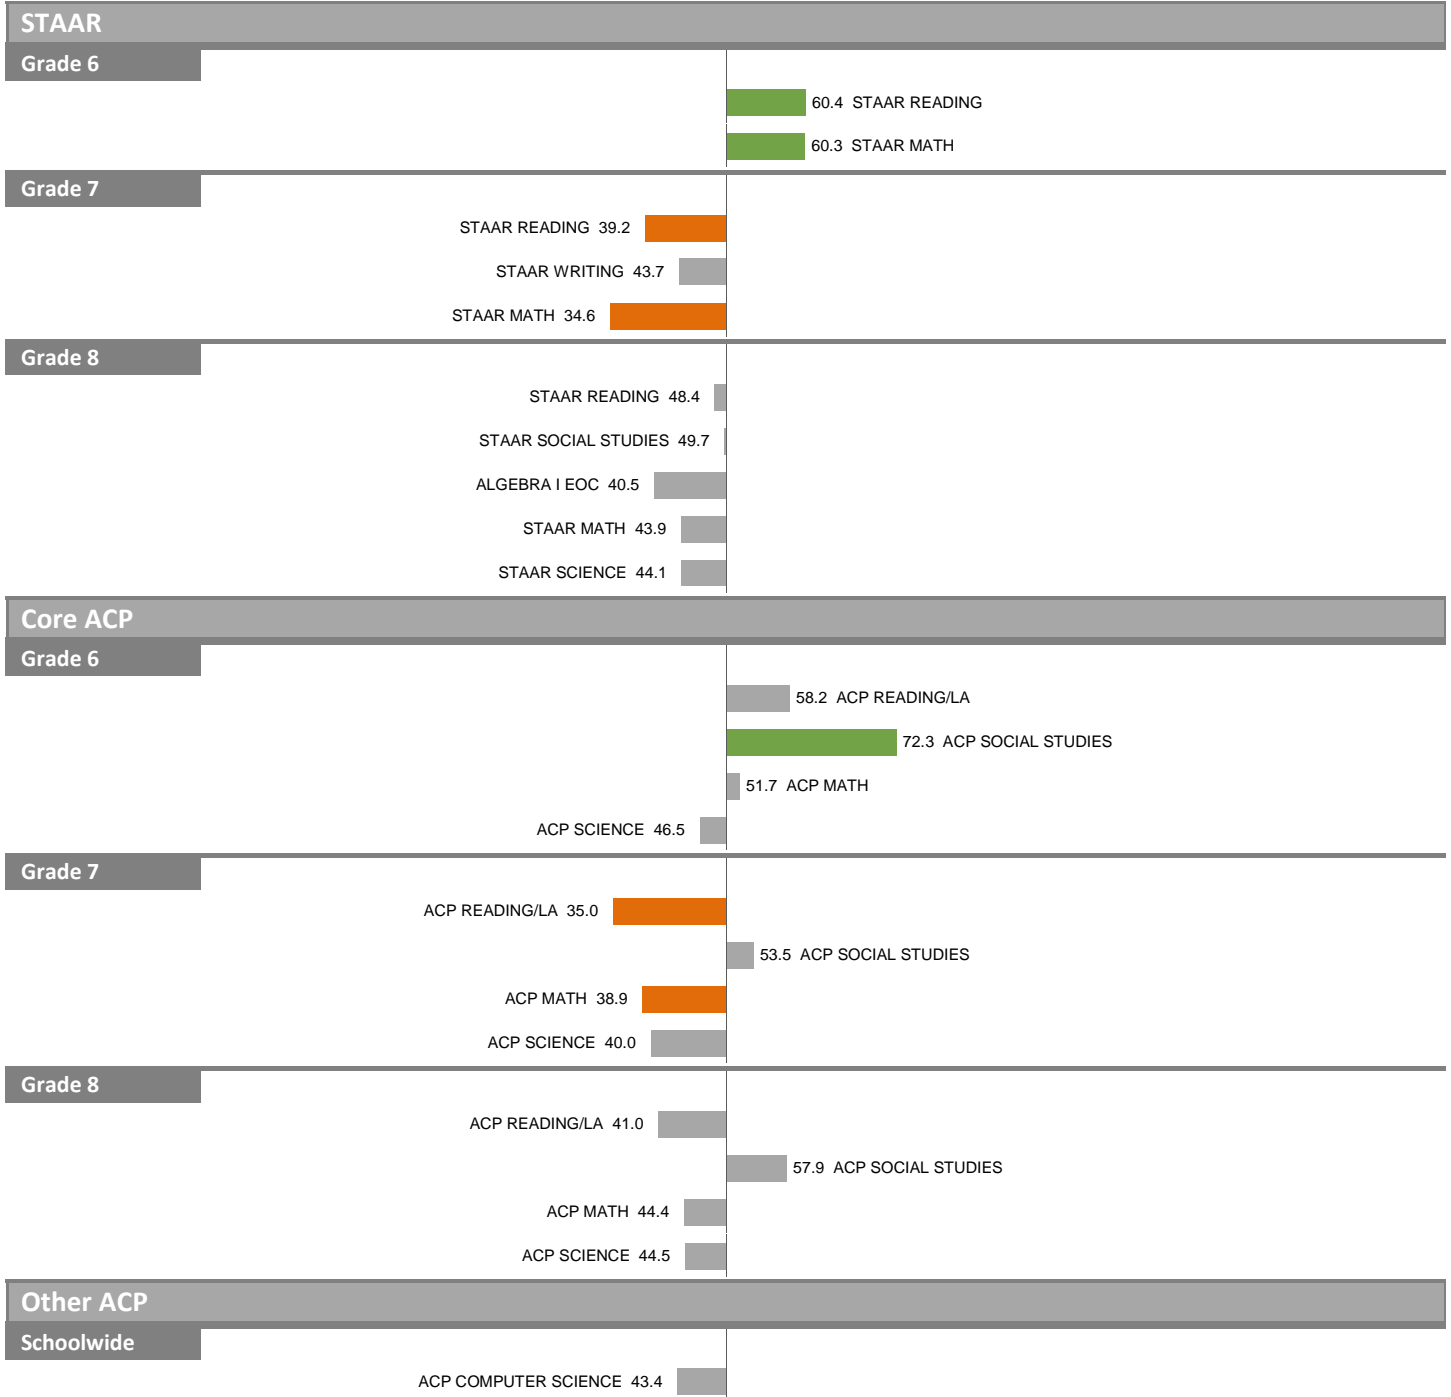 STAAR
Grade 6
60.4 STAAR READING
60.3 STAAR MATH
Grade 7
STAAR READING 39.2
STAAR WRITING 43.7
STAAR MATH 34.6
Grade 8
STAAR READING 48.4
STAAR SOCIAL STUDIES 49.7
ALGEBRA I EOC 40.5
STAAR MATH 43.9
STAAR SCIENCE 44.1
Core ACP
Grade 6
58.2 ACP READING/LA
72.3 ACP SOCIAL STUDIES
51.7 ACP MATH
ACP SCIENCE 46.5
Grade 7
ACP READING/LA 35.0
53.5 ACP SOCIAL STUDIES
ACP MATH 38.9
ACP SCIENCE 40.0
Grade 8
ACP READING/LA 41.0
57.9 ACP SOCIAL STUDIES
ACP MATH 44.4
ACP SCIENCE 44.5
Other ACP
Schoolwide
ACP COMPUTER SCIENCE 43.4